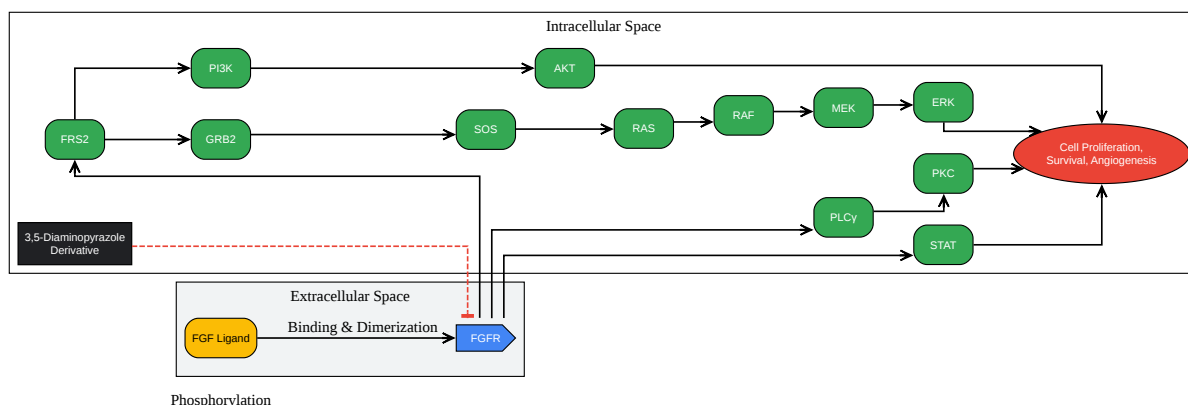 Intracellular Space
PI3K
AKT
FRS2
GRB2
SOS
RAS
RAF
MEK
ERK
Cell Proliferation,
Survival, Angiogenesis
PKC
PLCγ
STAT
3,5-Diaminopyrazole
Derivative
Extracellular Space
FGF Ligand
Binding & Dimerization
FGFR
Phosphorylation